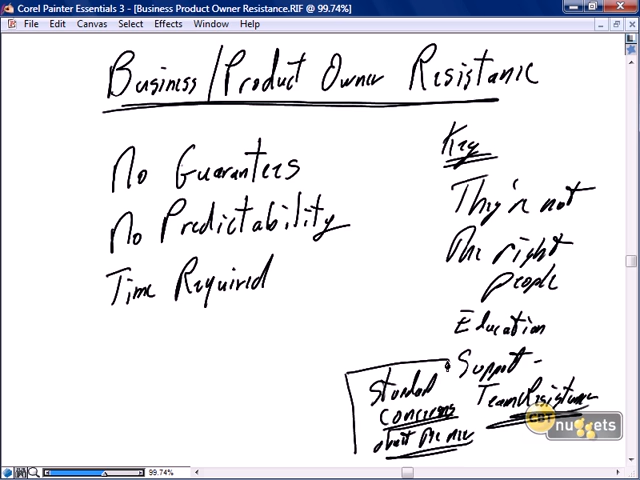 Corel Painter Essentials 3 - [Business Product Owner Resistance.RIF @ 99.74%]
File Edit Canvas Select Effects Window Help
Business/Product Owner Resistance
No Guarantees
No Predictability
Time Required
Key
They're not
The right
people
Education
Support -
Team Resistance
Standard
concerns
about the new
CBT
nuggets
99.74%